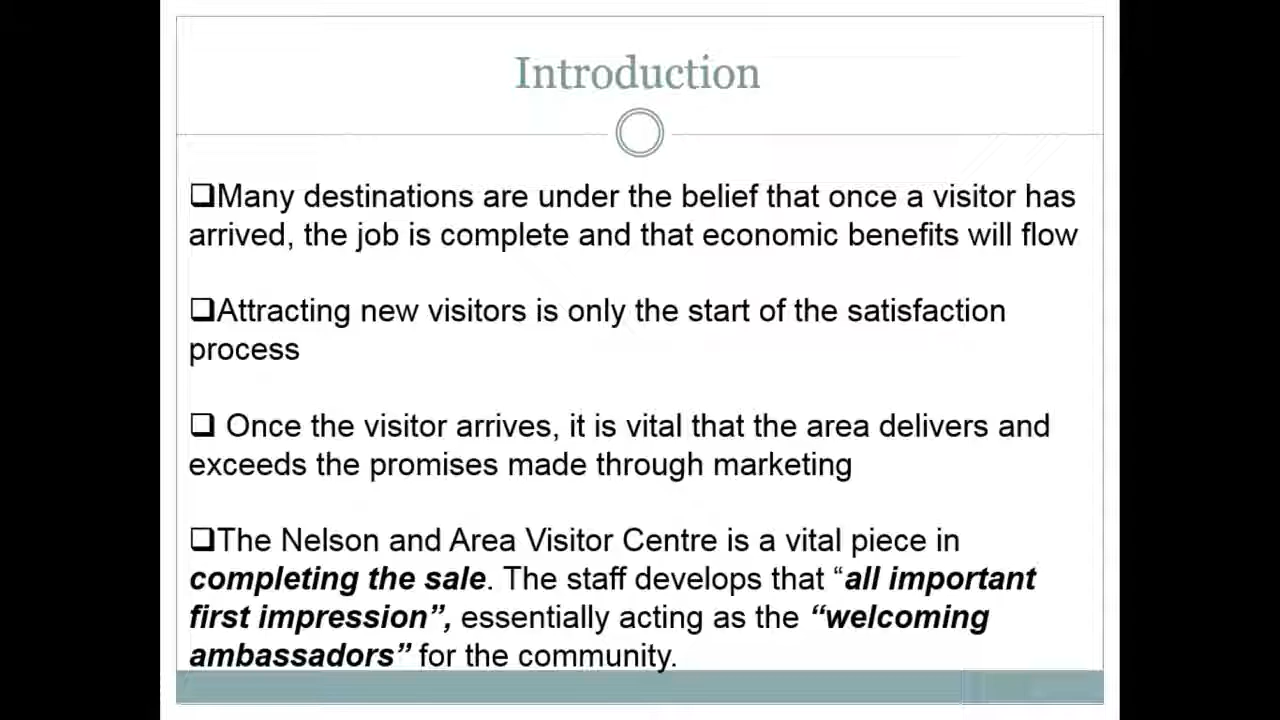 Introduction
❑Many destinations are under the belief that once a visitor has
arrived, the job is complete and that economic benefits will flow
❑Attracting new visitors is only the start of the satisfaction
process
❑ Once the visitor arrives, it is vital that the area delivers and
exceeds the promises made through marketing
❑The Nelson and Area Visitor Centre is a vital piece in
completing the sale. The staff develops that “all important
first impression”, essentially acting as the “welcoming
ambassadors” for the community.